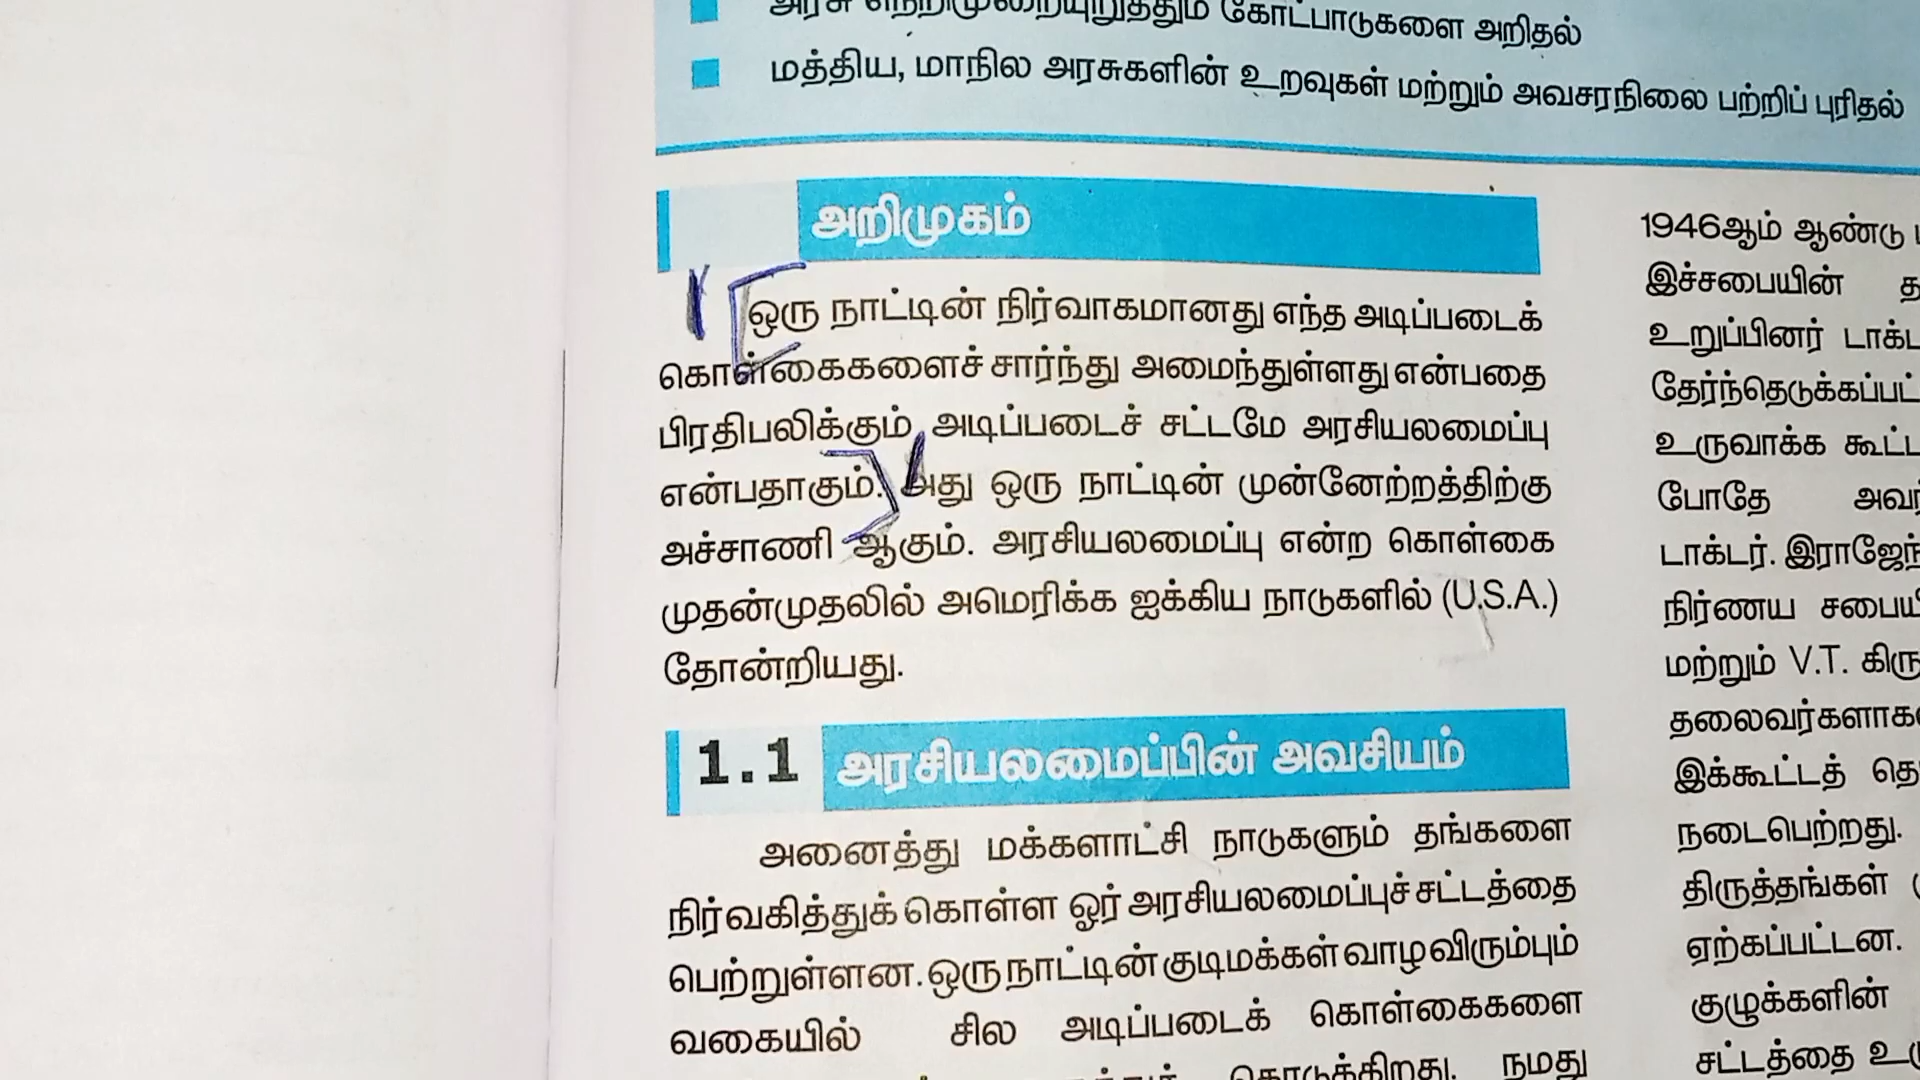 கோட்பாடுகளை அறிதல்
மத்திய, மாநில அரசுகளின் உறவுகள் மற்றும் அவசரநிலை பற்றிப் புரிதல்
அறிமுகம்
ஒரு நாட்டின் நிர்வாகமானது எந்த அடிப்படைக்
கொள்கைகளைச் சார்ந்து அமைந்துள்ளது என்பதை
பிரதிபலிக்கும் அடிப்படைச் சட்டமே அரசியலமைப்பு
என்பதாகும். அது ஒரு நாட்டின் முன்னேற்றத்திற்கு
அச்சாணி ஆகும். அரசியலமைப்பு என்ற கொள்கை
முதன்முதலில் அமெரிக்க ஐக்கிய நாடுகளில் (U.S.A.)
தோன்றியது.
1.1 அரசியலமைப்பின் அவசியம்
அனைத்து மக்களாட்சி நாடுகளும் தங்களை
நிர்வகித்துக் கொள்ள ஓர் அரசியலமைப்புச் சட்டத்தை
பெற்றுள்ளன. ஒரு நாட்டின் குடிமக்கள் வாழ விரும்பும்
வகையில் சில அடிப்படைக் கொள்கைகளை
கொடுக்கிறது. நமது
1946ஆம் ஆண்டு
இச்சபையின்
உறுப்பினர்
உருவாக்க
போதே
டாக்டர்.
நிர்ணய
மற்றும் V.T.
இக்கூட்டத்
நடைபெற்றது.
திருத்தங்கள்
ஏற்கப்பட்டன.
குழுக்களின்
சட்டத்தை